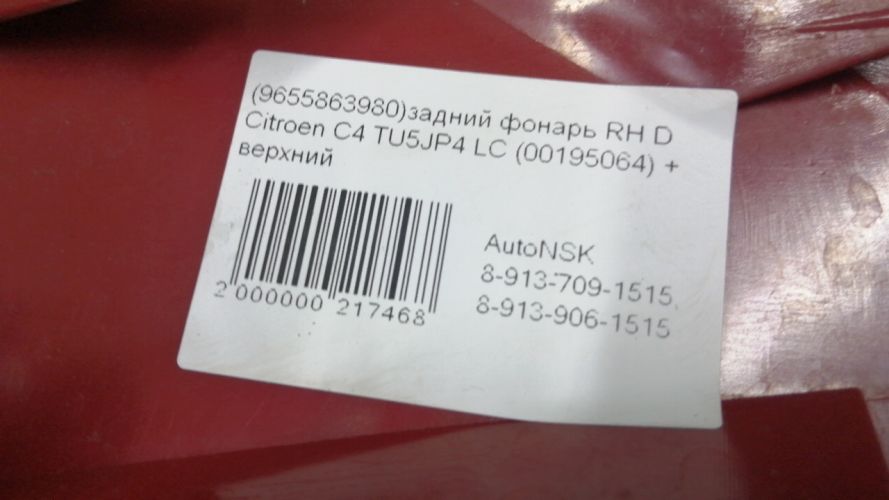 (9655863980)задний фонарь RH D
Citroen C4 TU5JP4 LC (00195064) +
верхний
2 000000 217468
AutoNSK
8-913-709-1515
8-913-906-1515